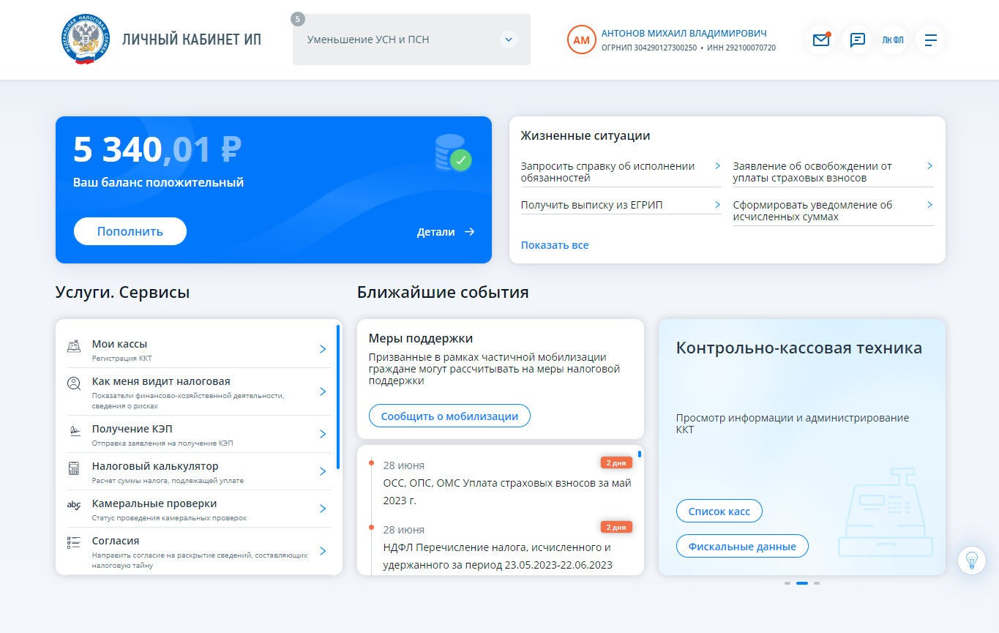 ФЕДЕРАЛЬНАЯ НАЛОГОВАЯ СЛУЖБА
ЛИЧНЫЙ КАБИНЕТ ИП
5
Уменьшение УСН и ПСН
АМ
АНТОНОВ МИХАИЛ ВЛАДИМИРОВИЧ
ОГРНИП 304290127300250 • ИНН 292100070720
ЛК ФЛ
5 340,01 ₽
Ваш баланс положительный
Пополнить
Детали
Жизненные ситуации
Запросить справку об исполнении
обязанностей
Заявление об освобождении от
уплаты страховых взносов
Получить выписку из ЕГРИП
Сформировать уведомление об
исчисленных суммах
Показать все
Услуги. Сервисы
Мои кассы
Регистрация ККТ
Как меня видит налоговая
Показатели финансово-хозяйственной деятельности,
сведения о рисках
Получение КЭП
Отправка заявления на получение КЭП
Налоговый калькулятор
Расчет суммы налога, подлежащей уплате
abc
Камеральные проверки
Статус проведения камеральных проверок
Согласия
Направить согласие на раскрытие сведений, составляющих
налоговую тайну
Ближайшие события
Меры поддержки
Призванные в рамках частичной мобилизации
граждане могут рассчитывать на меры налоговой
поддержки
Сообщить о мобилизации
28 июня
2 дня
ОСС, ОПС, ОМС Уплата страховых взносов за май
2023 г.
28 июня
2 дня
НДФЛ Перечисление налога, исчисленного и
удержанного за период 23.05.2023-22.06.2023
Контрольно-кассовая техника
Просмотр информации и администрирование
ККТ
Список касс
Фискальные данные